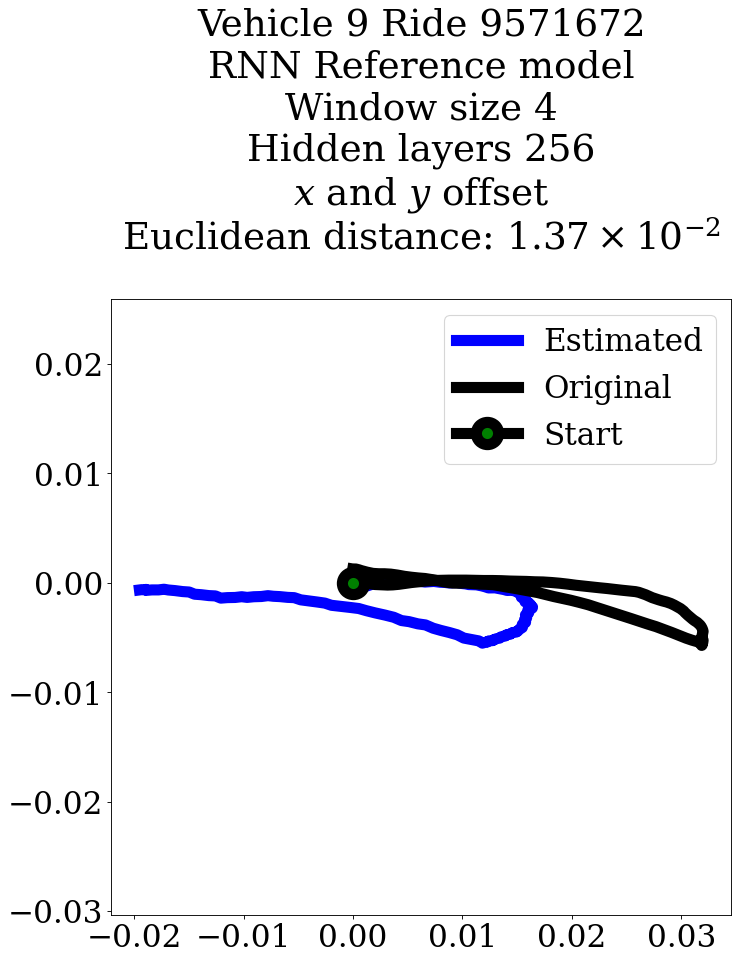 Vehicle 9 Ride 9571672
RNN Reference model
Window size 4
Hidden layers 256
x and y offset
Euclidean distance: 1.37 × 10⁻²
Estimated
Original
Start
0.02
0.01
0.00
−0.01
−0.02
−0.03
−0.02 −0.01 0.00 0.01 0.02 0.03